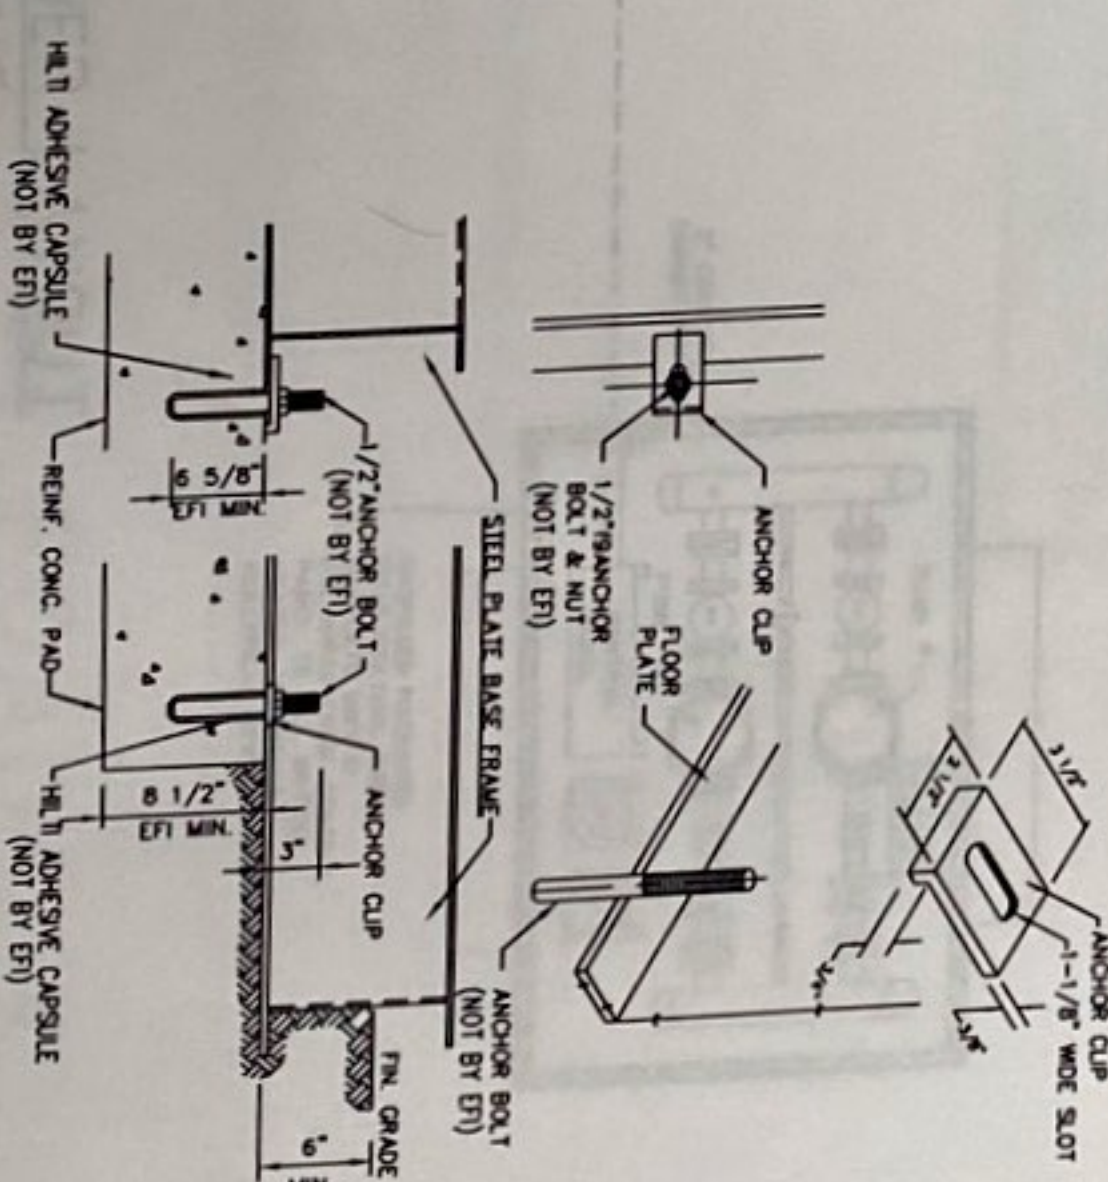 ANCHOR CLIP
1-1/8" WIDE SLOT
3 1/8"
3/8"
ANCHOR CLIP
1/2"
BOLT & NUT
(NOT BY EFI)
FLOOR
PLATE
ANCHOR BOLT
(NOT BY EFI)
STEEL PLATE BASE FRAME
1/2" ANCHOR BOLT
(NOT BY EFI)
ANCHOR CLIP
FIN. GRADE
6"
6 5/8"
EFI MIN.
8 1/2"
EFI MIN.
3"
HILTI ADHESIVE CAPSULE
(NOT BY EFI)
REINF. CONC. PAD
HILTI ADHESIVE CAPSULE
(NOT BY EFI)